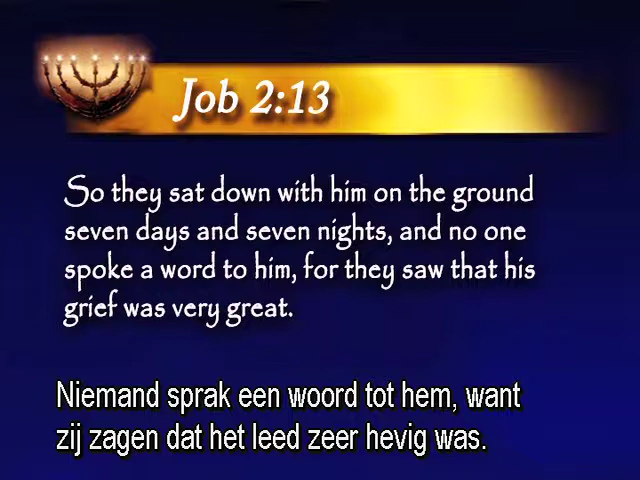 Job 2:13
So they sat down with him on the ground
seven days and seven nights, and no one
spoke a word to him, for they saw that his
grief was very great.
Niemand sprak een woord tot hem, want
zij zagen dat het leed zeer hevig was.